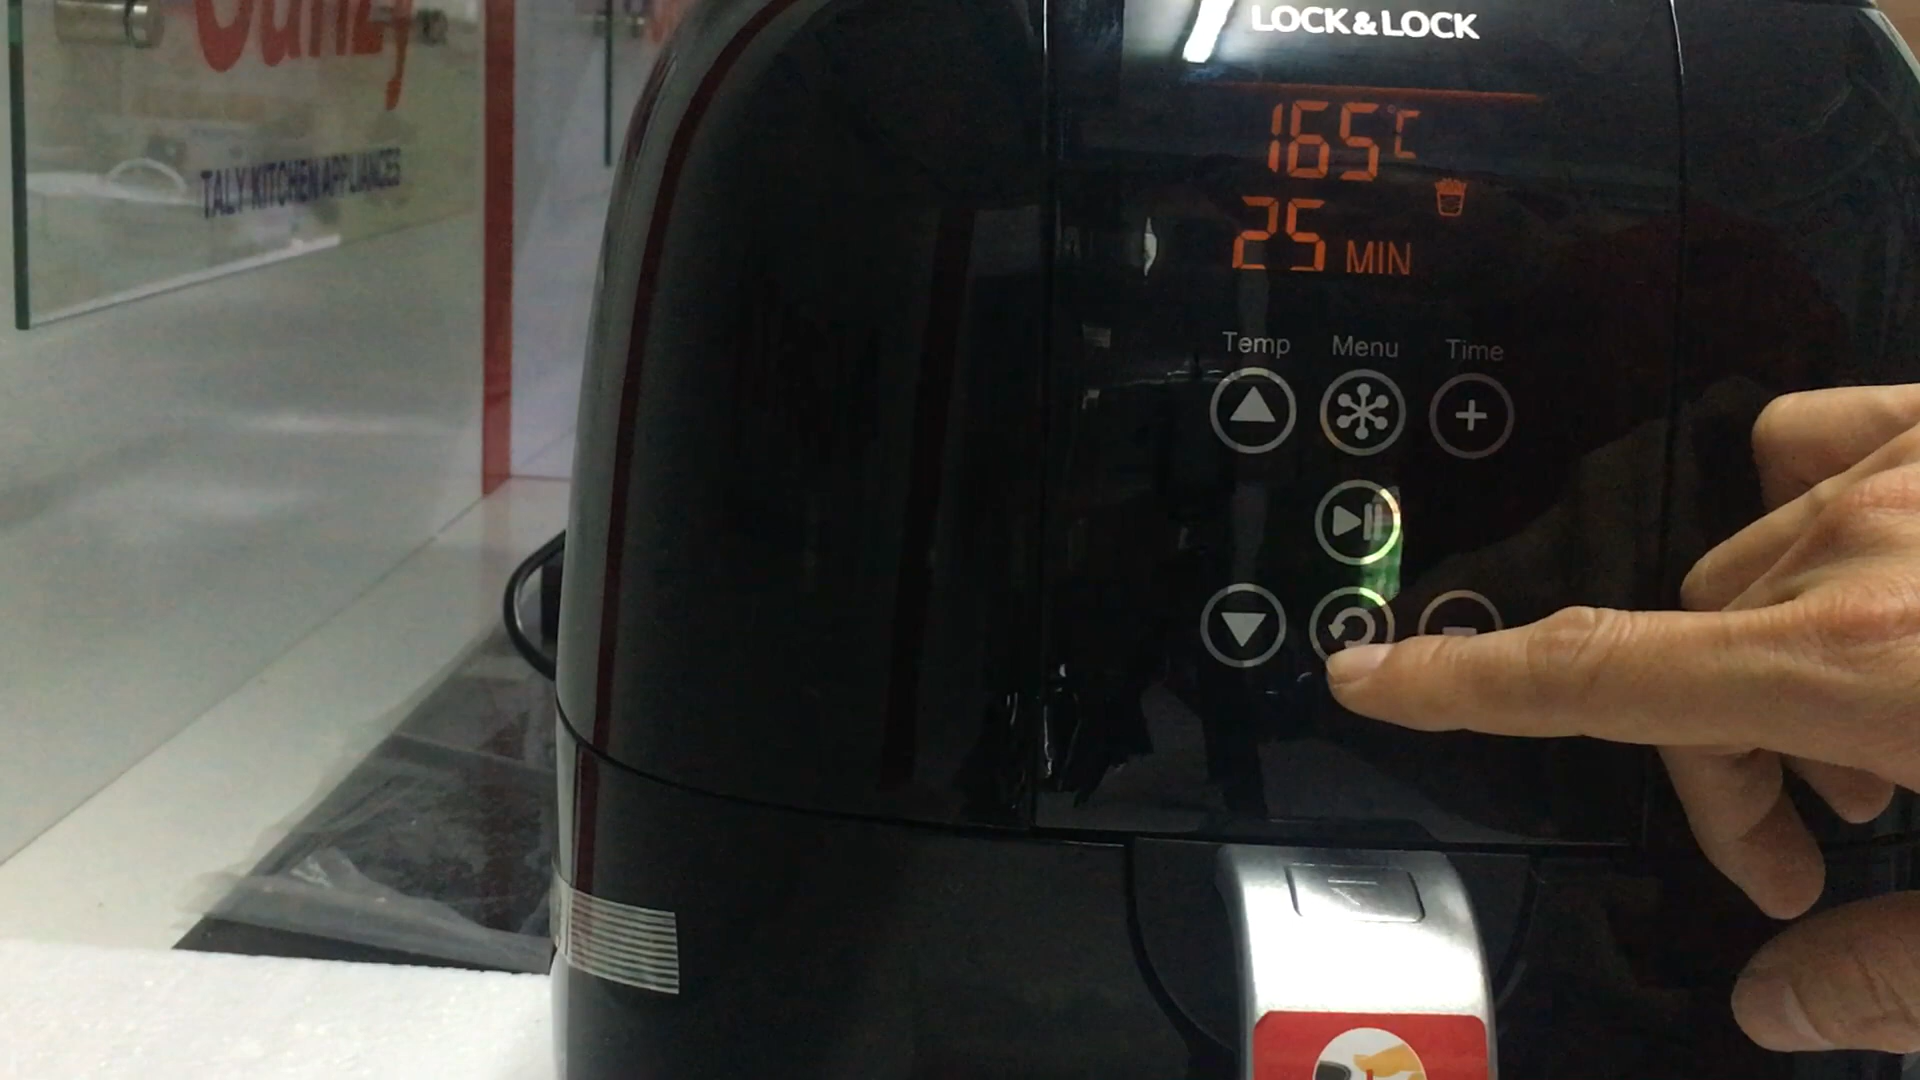 TALY KITCHEN APPLIANCES
LOCK&LOCK
165°C
25 MIN
Temp Menu Time